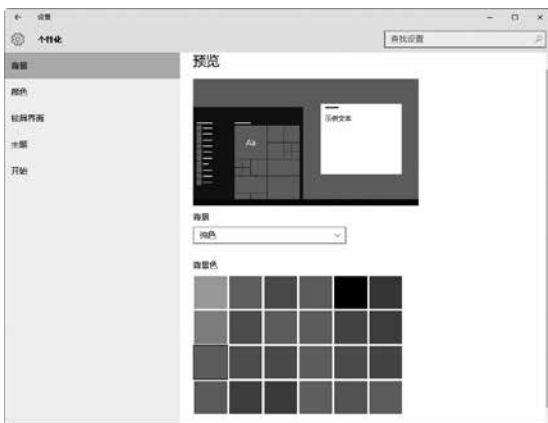 设置
个性化
查找设置
背景
颜色
锁屏界面
主题
开始
预览
Aa
示例文本
背景
纯色
背景色